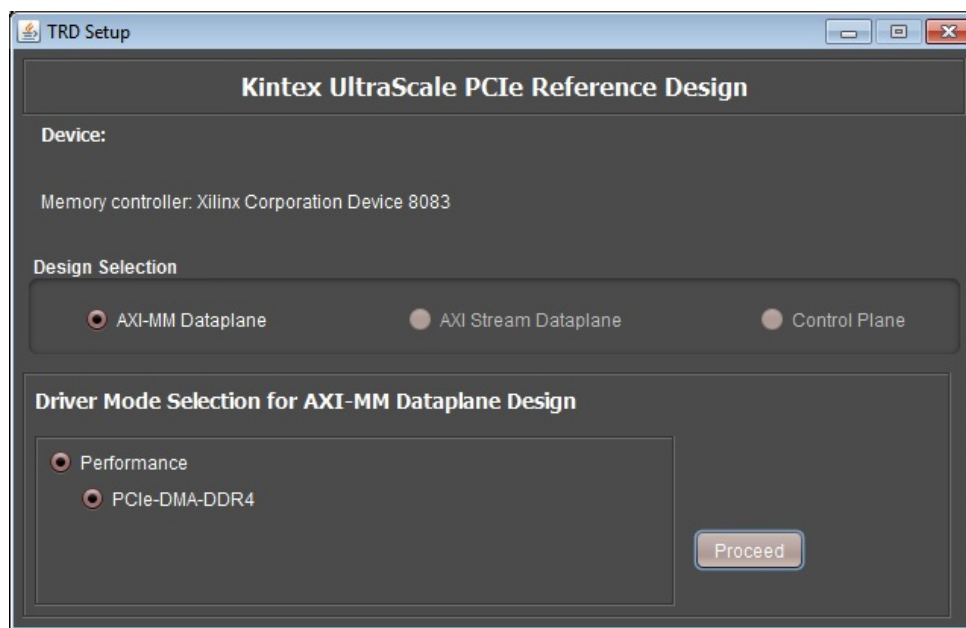 TRD Setup
Kintex UltraScale PCIe Reference Design
Device:
Memory controller: Xilinx Corporation Device 8083
Design Selection
AXI-MM Dataplane AXI Stream Dataplane Control Plane
Driver Mode Selection for AXI-MM Dataplane Design
Performance
PCIe-DMA-DDR4
Proceed